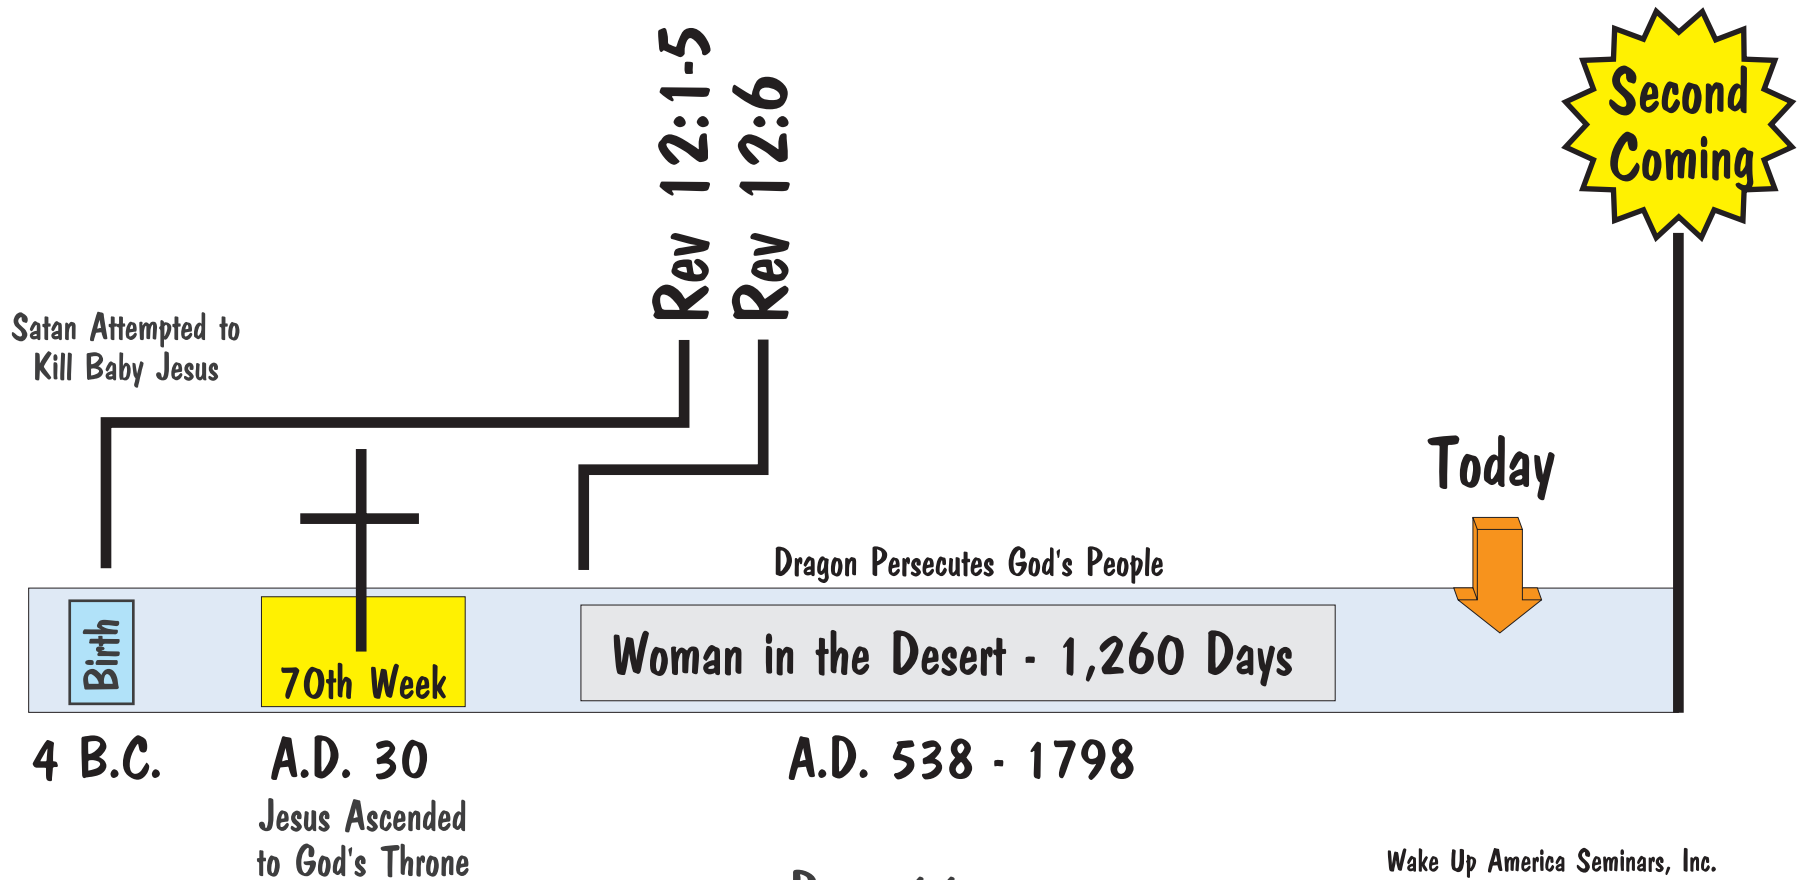 Rev 12:1-5
Rev 12:6
Second
Coming
Satan Attempted to
Kill Baby Jesus
Today
Dragon Persecutes God's People
Birth
70th Week
Woman in the Desert - 1,260 Days
4 B.C.
A.D. 30
A.D. 538 - 1798
Jesus Ascended
to God's Throne
Wake Up America Seminars, Inc.